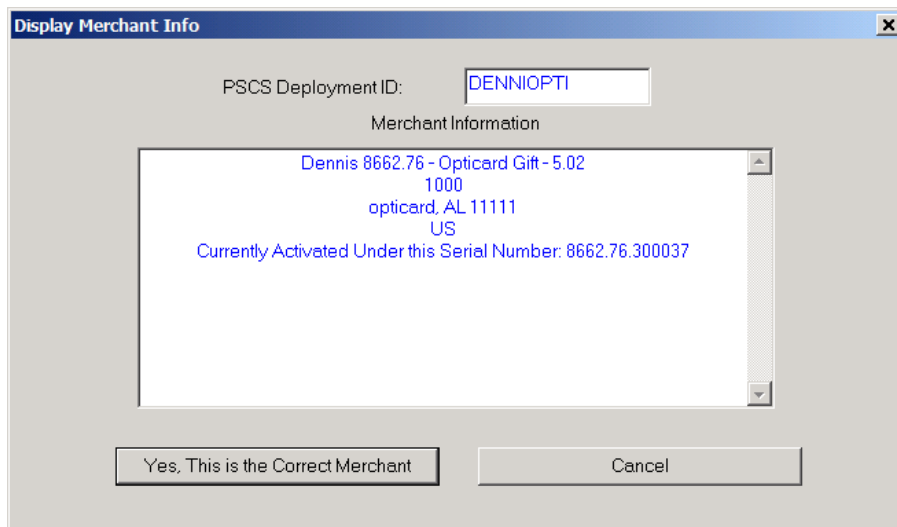 Display Merchant Info
PSCS Deployment ID: DENNIOPTI
Merchant Information
Dennis 8662.76 - Opticard Gift - 5.02
1000
opticard, AL 11111
US
Currently Activated Under this Serial Number: 8662.76.300037
Yes, This is the Correct Merchant Cancel